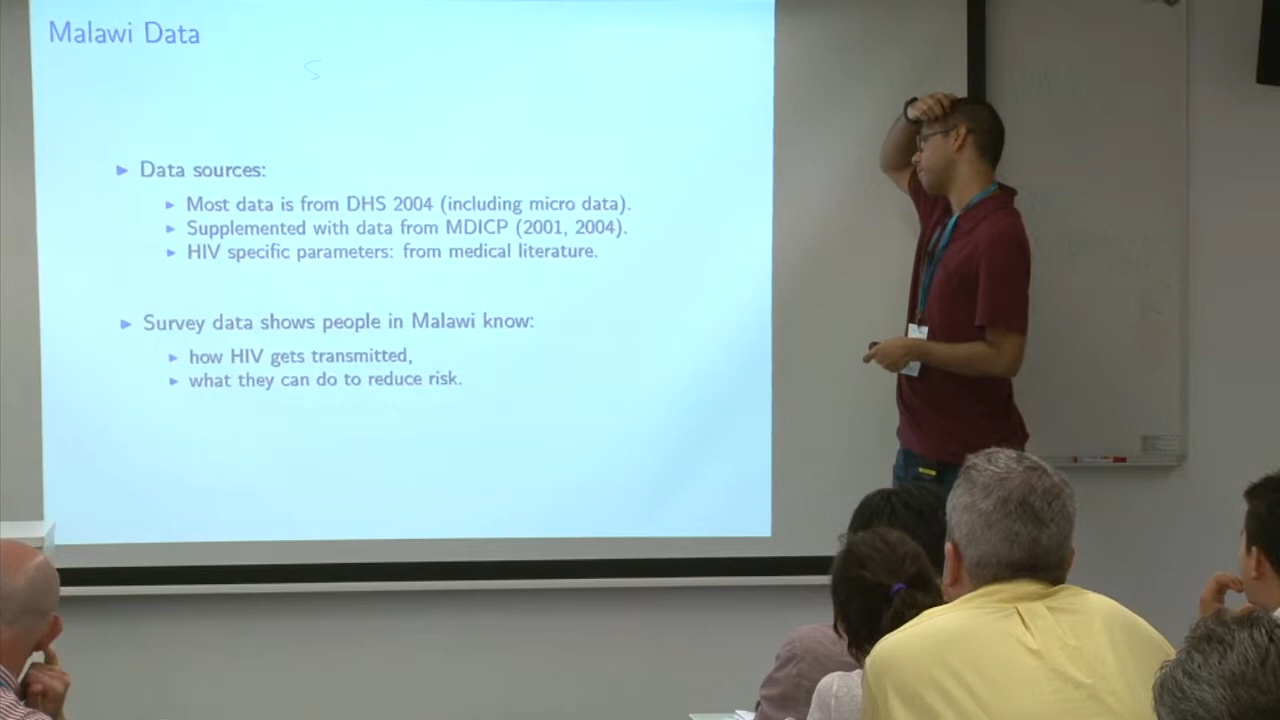 Malawi Data
► Data sources:
► Most data is from DHS 2004 (including micro data).
► Supplemented with data from MDICP (2001, 2004).
► HIV specific parameters: from medical literature.
► Survey data shows people in Malawi know:
► how HIV gets transmitted,
► what they can do to reduce risk.